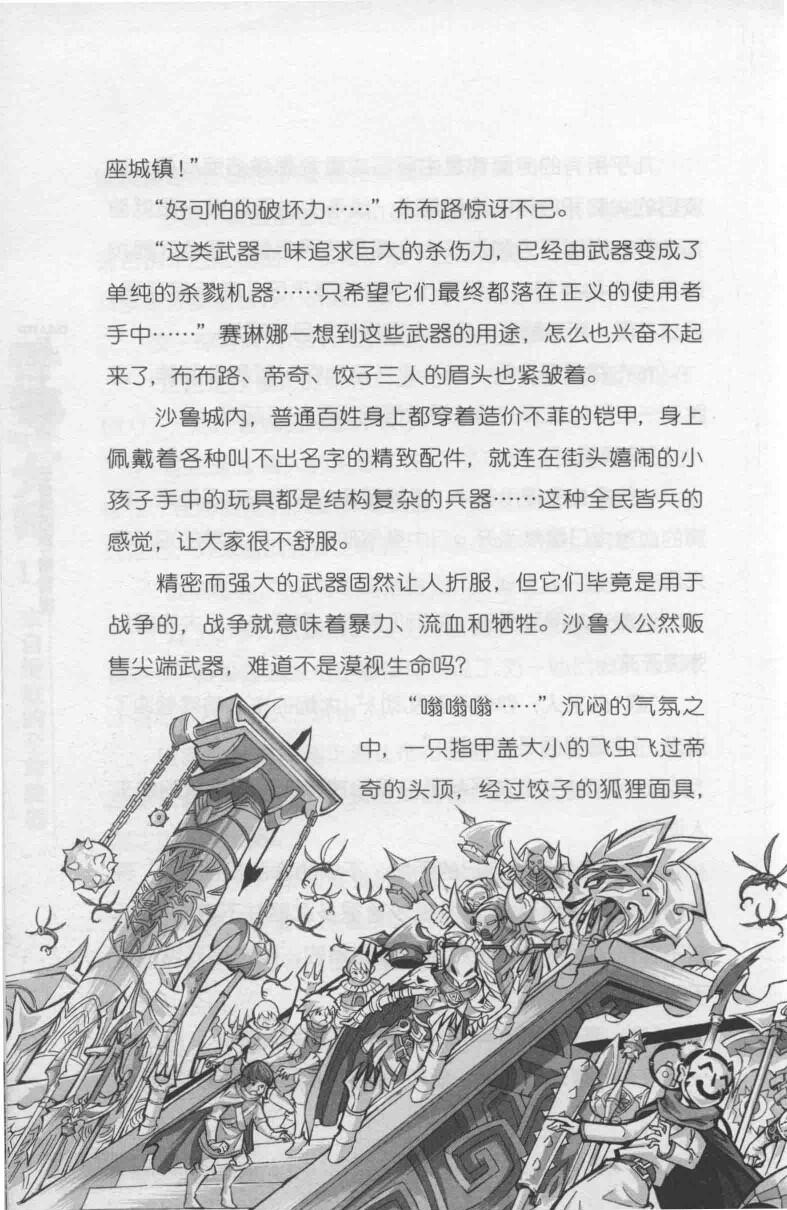 座城镇！”
“好可怕的破坏力……”布布路惊讶不已。
“这类武器一味追求巨大的杀伤力，已经由武器变成了
单纯的杀戮机器……只希望它们最终都落在正义的使用者
手中……”赛琳娜一想到这些武器的用途，怎么也兴奋不起
来了，布布路、帝奇、饺子三人的眉头也紧皱着。
沙鲁城内，普通百姓身上都穿着造价不菲的铠甲，身上
佩戴着各种叫不出名字的精致配件，就连在街头嬉闹的小
孩子手中的玩具都是结构复杂的兵器……这种全民皆兵的
感觉，让大家很不舒服。
精密而强大的武器固然让人折服，但它们毕竟是用于
战争的，战争就意味着暴力、流血和牺牲。沙鲁人公然贩
售尖端武器，难道不是漠视生命吗？
“嗡嗡嗡……”沉闷的气氛之
中，一只指甲盖大小的飞虫飞过帝
奇的头顶，经过饺子的狐狸面具，